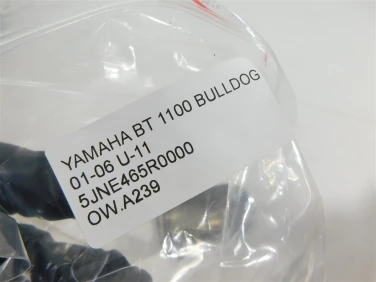 YAMAHA BT 1100 BULLDOG
01-06 U-11
5JNE465R0000
OW.A239